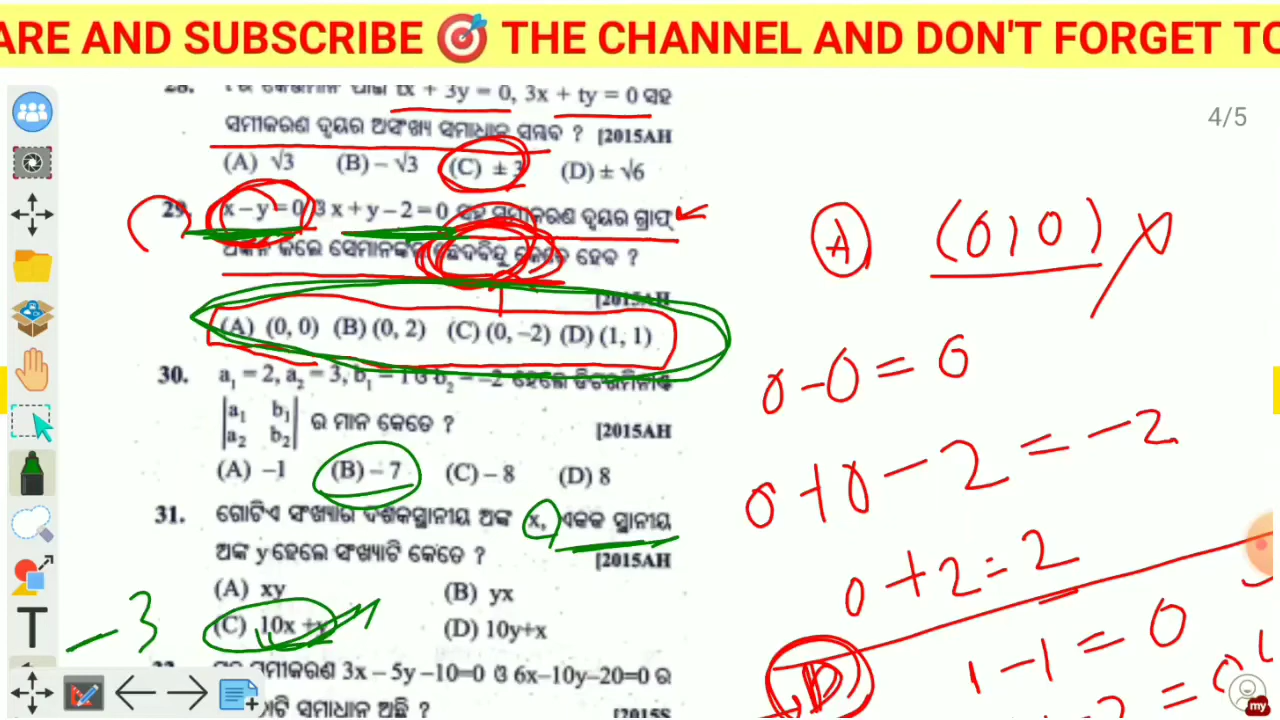 ARE AND SUBSCRIBE 🎯 THE CHANNEL AND DON'T FORGET TO
4/5
tx + 3y = 0, 3x + ty = 0 ସହ
ସମୀକରଣ ଦ୍ୱୟର ଅସଂଖ୍ୟ ସମାଧାନ ସମ୍ଭବ ? [2015AH
(A) √3 (B) – √3 (C) ± 3 (D) ± √6
29. x – y = 0 x + y – 2 = 0 ସହ ସମୀକରଣ ଦ୍ୱୟର ଗ୍ରାଫ୍
ଅଙ୍କନ କଲେ ସେମାନଙ୍କର ଛେଦବିନ୍ଦୁ କେତେ ହେବ ?
[2015AH
(A) (0, 0) (B) (0, 2) (C) (0, –2) (D) (1, 1)
30. a₁ = 2, a₂ = 3, b₁ = 1 ଓ b₂ = –2 ହେଲେ
|a₁ b₁|
|a₂ b₂| ର ମାନ କେତେ ? [2015AH
(A) –1 (B) – 7 (C) – 8 (D) 8
31. ଗୋଟିଏ ସଂଖ୍ୟାର ଦଶକସ୍ଥାନୀୟ ଅଙ୍କ x, ଏକକ ସ୍ଥାନୀୟ
ଅଙ୍କ y ହେଲେ ସଂଖ୍ୟାଟି କେତେ ? [2015AH
(A) xy (B) yx
(C) 10x +y (D) 10y+x
ସମୀକରଣ 3x – 5y –10=0 ଓ 6x–10y–20=0 ର
ସମାଧାନ ଅଛି ? [2015S
– 3
T
A (0, 0)
0 - 0 = 0
0 + 0 - 2 = -2
0 + 2 = 2
D
1 - 1 = 0
my